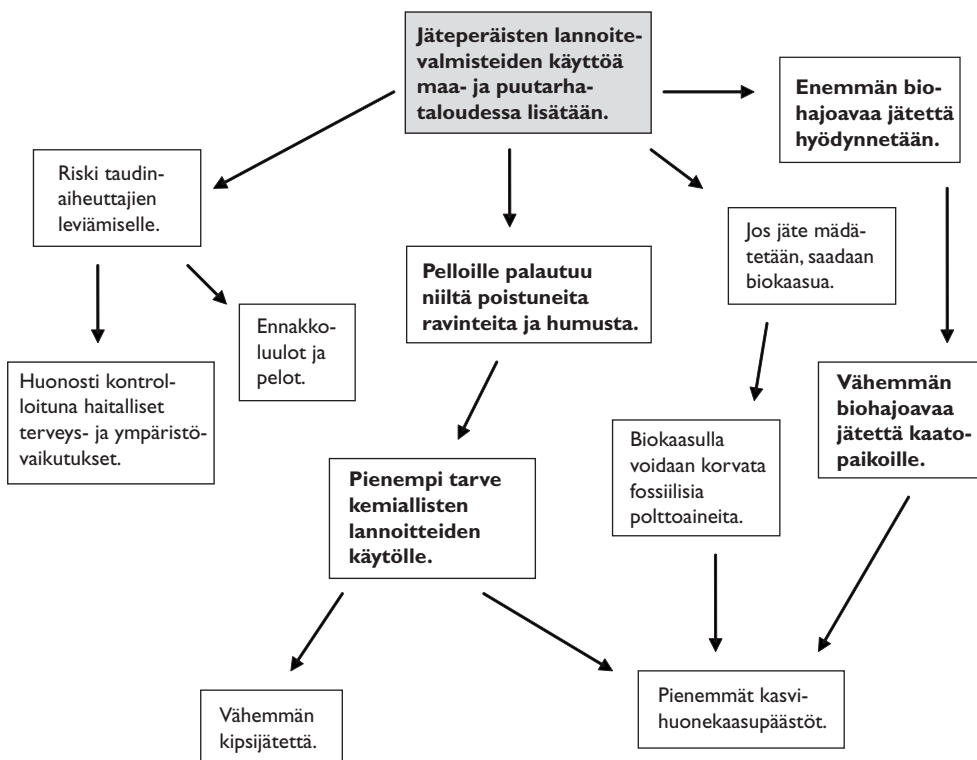 Jäteperäisten lannoite-
valmisteiden käyttöä
maa- ja puutarha-
taloudessa lisätään.
Enemmän bio-
hajoavaa jätettä
hyödynnetään.
Riski taudin-
aiheuttajien
leviämiselle.
Pelloille palautuu
niiltä poistuneita
ravinteita ja humusta.
Jos jäte mädä-
tetään, saadaan
biokaasua.
Ennakko-
luulot ja
pelot.
Huonosti kontrol-
loituna haitalliset
terveys- ja ympäristö-
vaikutukset.
Vähemmän
biohajoavaa
jätettä kaato-
paikoille.
Biokaasulla
voidaan korvata
fossiilisia
polttoaineita.
Pienempi tarve
kemiallisten
lannoitteiden
käytölle.
Vähemmän
kipsijätettä.
Pienemmät kasvi-
huonekaasupäästöt.